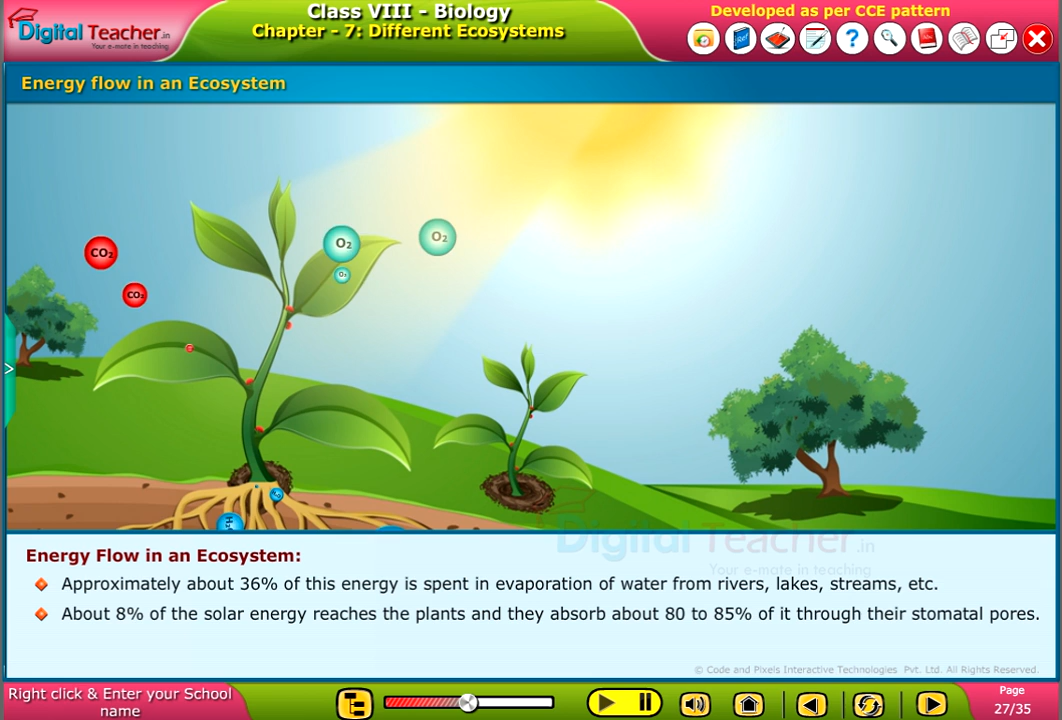 Digital Teacher.in
Your e-mate in teaching
Class VIII - Biology
Chapter - 7: Different Ecosystems
Developed as per CCE pattern
Ref
?
Energy flow in an Ecosystem
CO₂
CO₂
O₂
O₂
O₂
Digital Teacher.in
Your e-mate in teaching
Energy Flow in an Ecosystem:
Approximately about 36% of this energy is spent in evaporation of water from rivers, lakes, streams, etc.
About 8% of the solar energy reaches the plants and they absorb about 80 to 85% of it through their stomatal pores.
© Code and Pixels Interactive Technologies Pvt. Ltd. All Rights Reserved.
Right click & Enter your School
name
Page
27/35